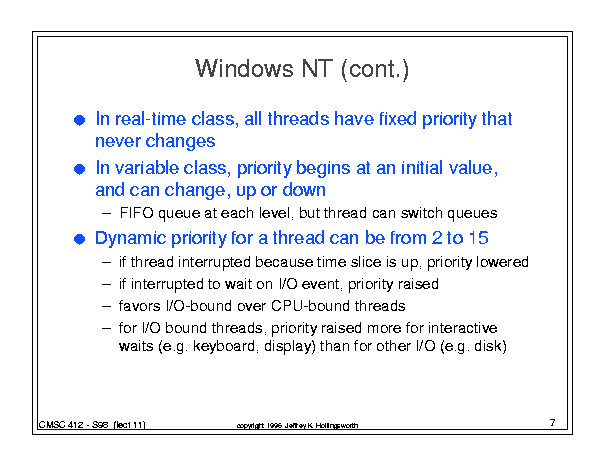 Windows NT (cont.)
● In real-time class, all threads have fixed priority that
never changes
● In variable class, priority begins at an initial value,
and can change, up or down
– FIFO queue at each level, but thread can switch queues
● Dynamic priority for a thread can be from 2 to 15
– if thread interrupted because time slice is up, priority lowered
– if interrupted to wait on I/O event, priority raised
– favors I/O-bound over CPU-bound threads
– for I/O bound threads, priority raised more for interactive
waits (e.g. keyboard, display) than for other I/O (e.g. disk)
CMSC 412 - S98 (lect 11)
copyright 1996 Jeffrey K. Hollingsworth
7